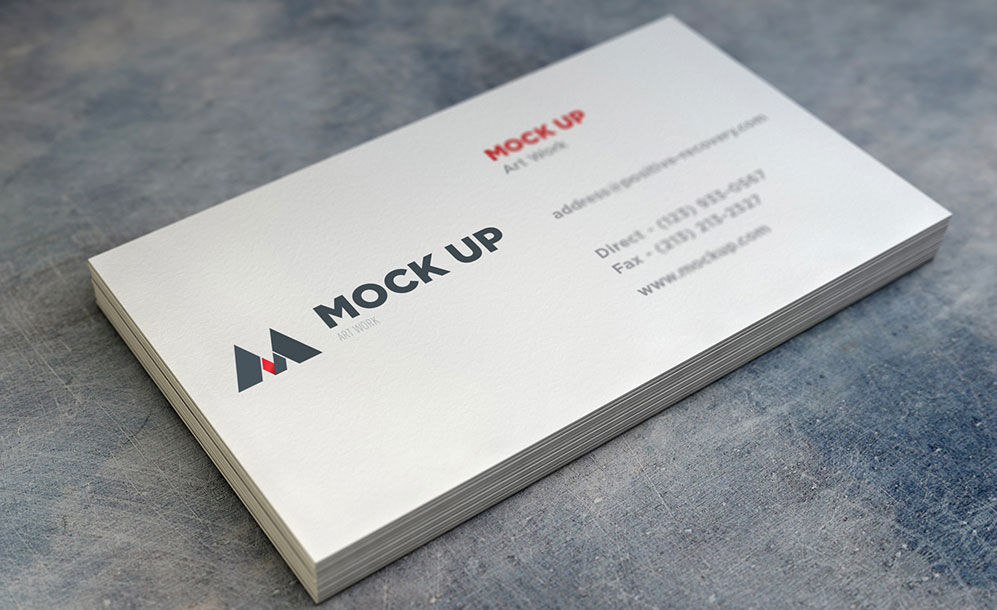 MOCK UP
ART WORK
MOCK UP
Art Work
address@positive-recovery.com
Direct - (123) 933-0567
Fax - (213) 213-2327
www.mockup.com